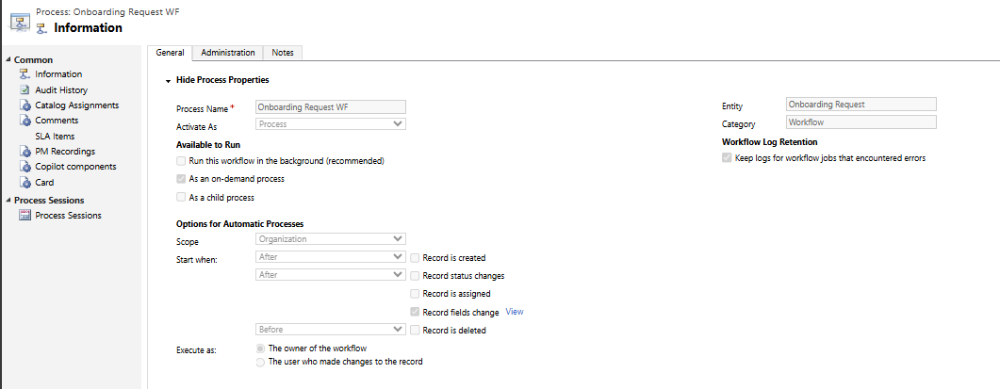 Process: Onboarding Request WF
Information
Common
Information
Audit History
Catalog Assignments
Comments
SLA Items
PM Recordings
Copilot components
Card
Process Sessions
Process Sessions
General Administration Notes
Hide Process Properties
Process Name * Onboarding Request WF
Activate As Process
Available to Run
Run this workflow in the background (recommended)
As an on-demand process
As a child process
Options for Automatic Processes
Scope Organization
Start when: After Record is created
After Record status changes
Record is assigned
Record fields change View
Before Record is deleted
Execute as: The owner of the workflow
The user who made changes to the record
Entity Onboarding Request
Category Workflow
Workflow Log Retention
Keep logs for workflow jobs that encountered errors